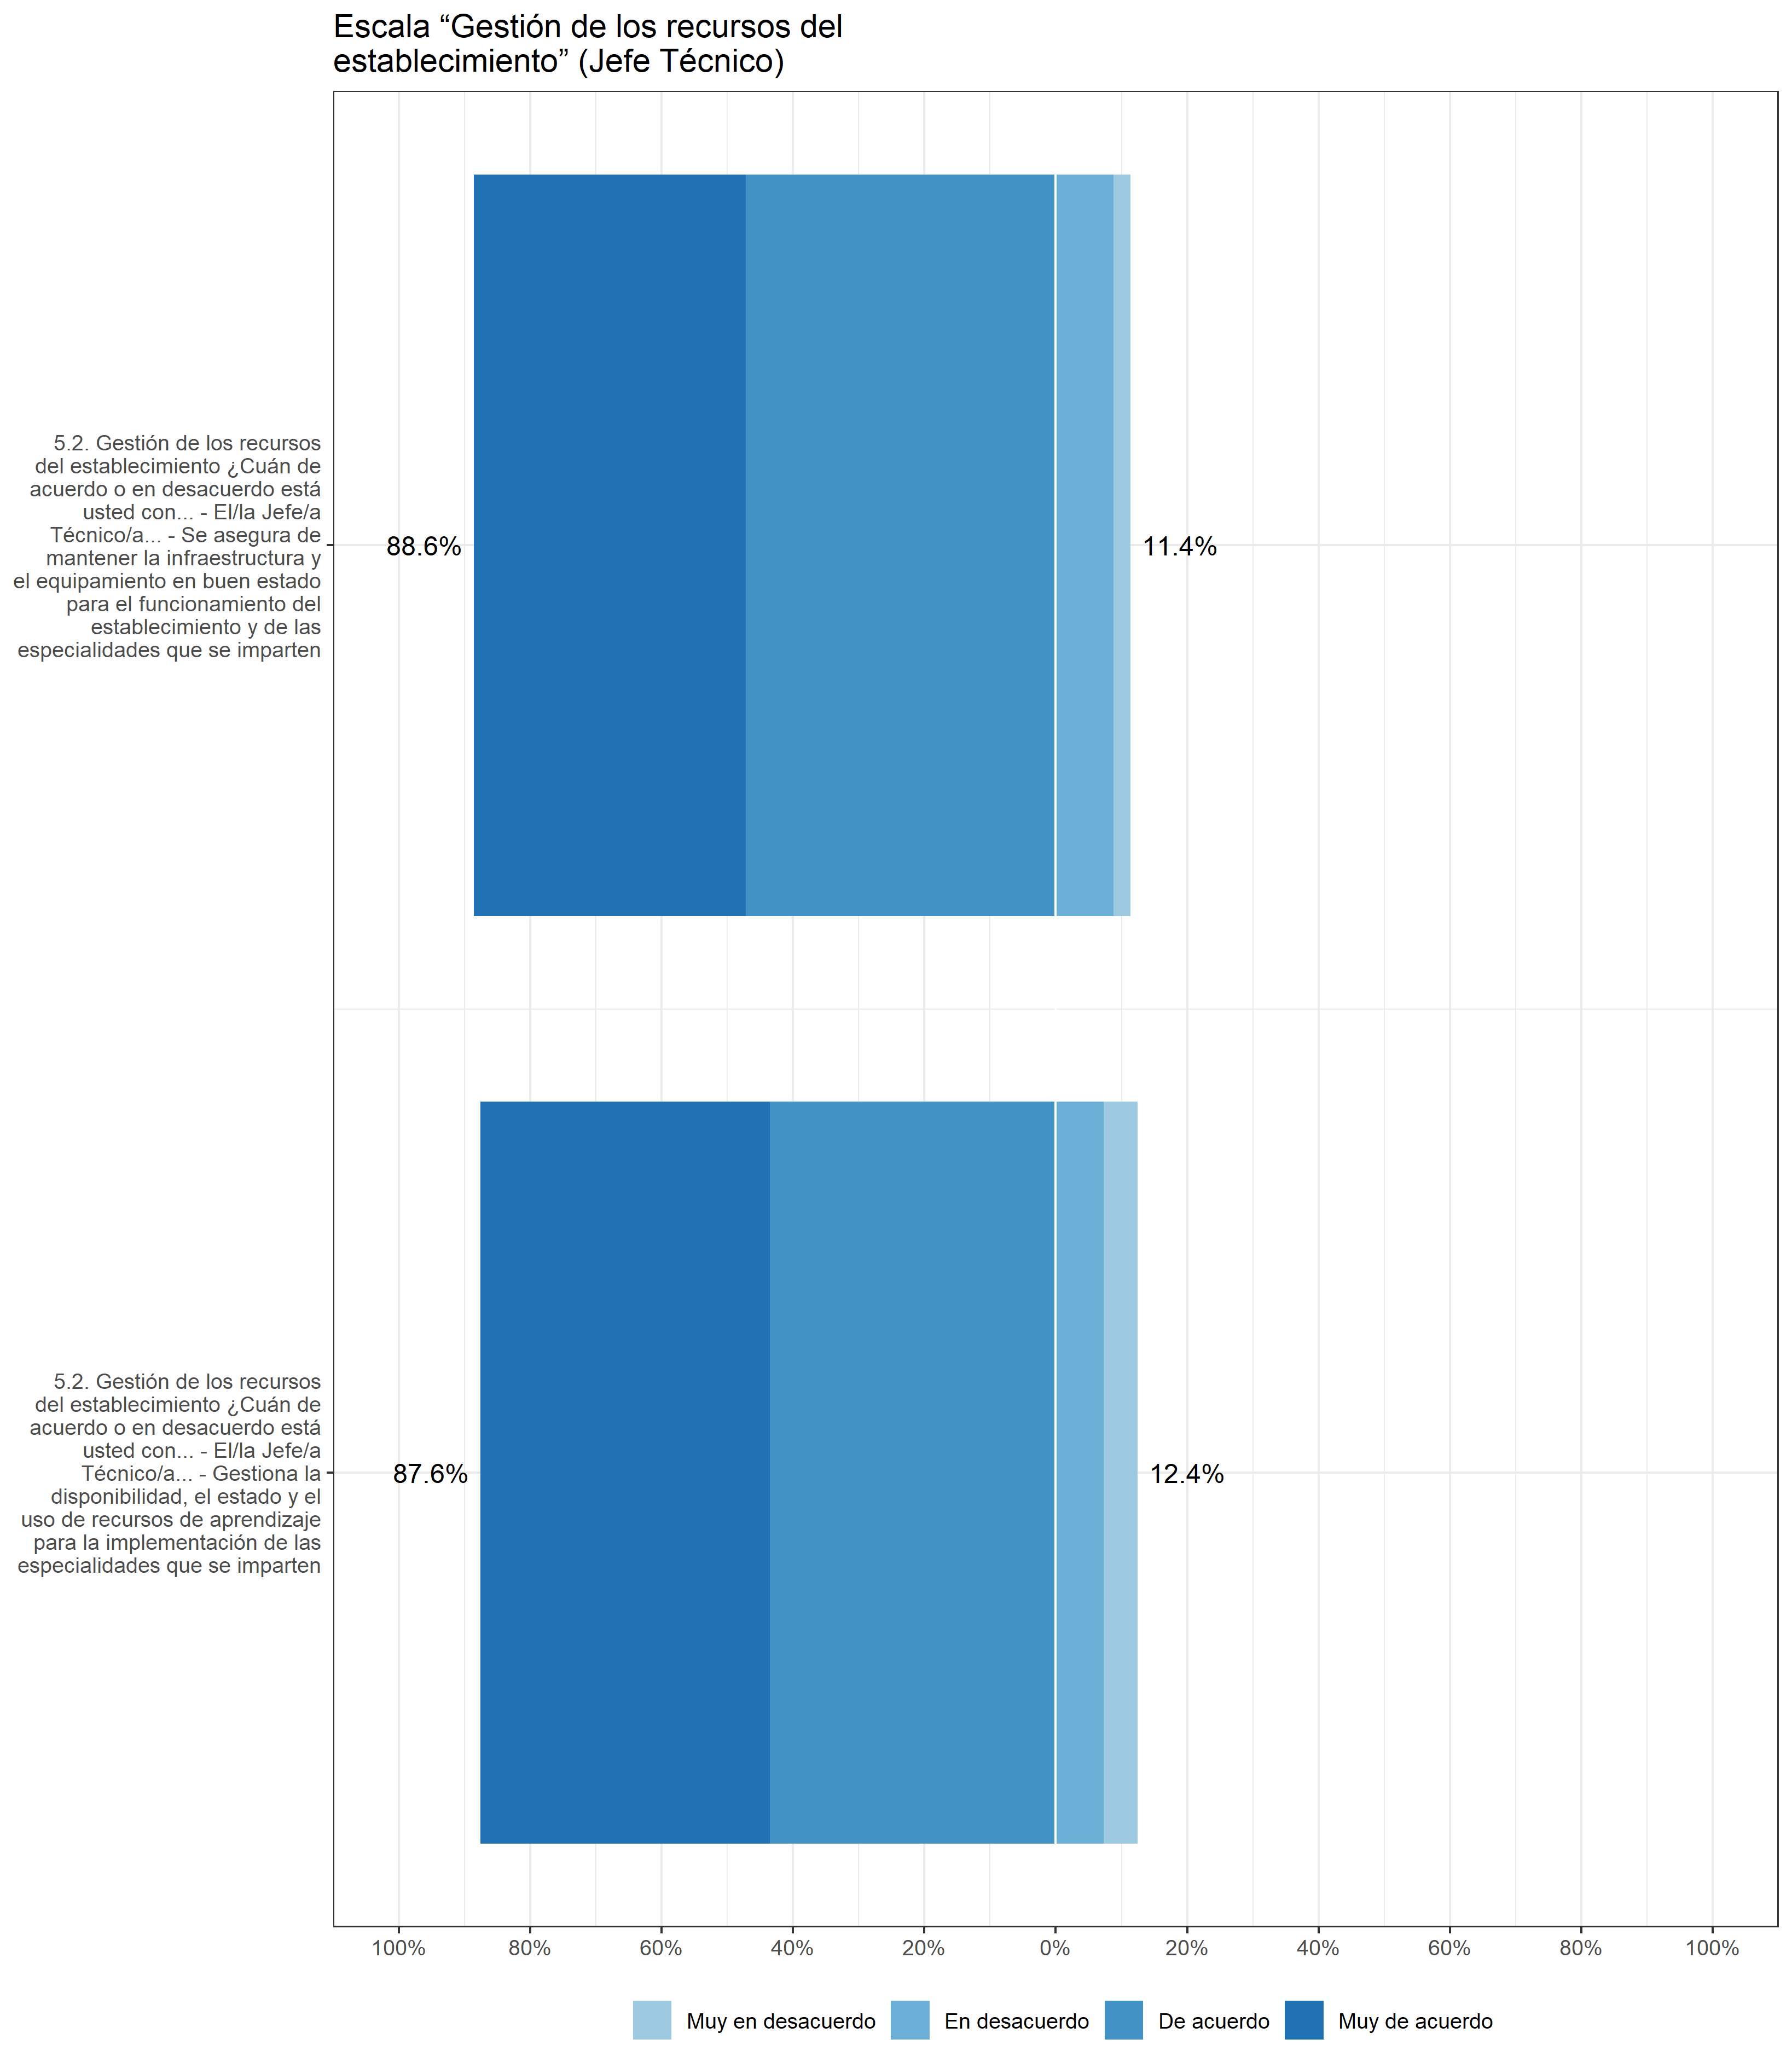 Escala “Gestión de los recursos del
establecimiento” (Jefe Técnico)
5.2. Gestión de los recursos
del establecimiento ¿Cuán de
acuerdo o en desacuerdo está
usted con... - El/la Jefe/a
Técnico/a... - Se asegura de
mantener la infraestructura y
el equipamiento en buen estado
para el funcionamiento del
establecimiento y de las
especialidades que se imparten
88.6%
11.4%
5.2. Gestión de los recursos
del establecimiento ¿Cuán de
acuerdo o en desacuerdo está
usted con... - El/la Jefe/a
Técnico/a... - Gestiona la
disponibilidad, el estado y el
uso de recursos de aprendizaje
para la implementación de las
especialidades que se imparten
87.6%
12.4%
100% 80% 60% 40% 20% 0% 20% 40% 60% 80% 100%
Muy en desacuerdo En desacuerdo De acuerdo Muy de acuerdo